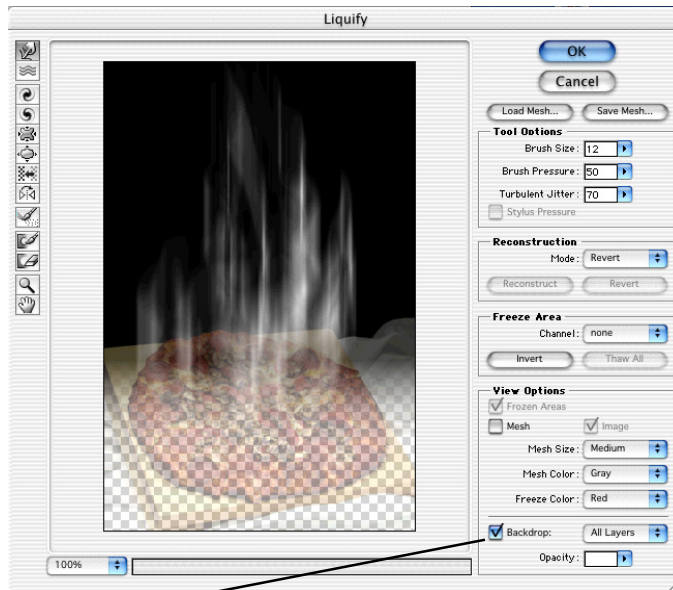 Liquify
OK
Cancel
Load Mesh... Save Mesh...
Tool Options
Brush Size: 12
Brush Pressure: 50
Turbulent Jitter: 70
Stylus Pressure
Reconstruction
Mode: Revert
Reconstruct Revert
Freeze Area
Channel: none
Invert Thaw All
View Options
Frozen Areas
Mesh Image
Mesh Size: Medium
Mesh Color: Gray
Freeze Color: Red
Backdrop: All Layers
Opacity:
100%